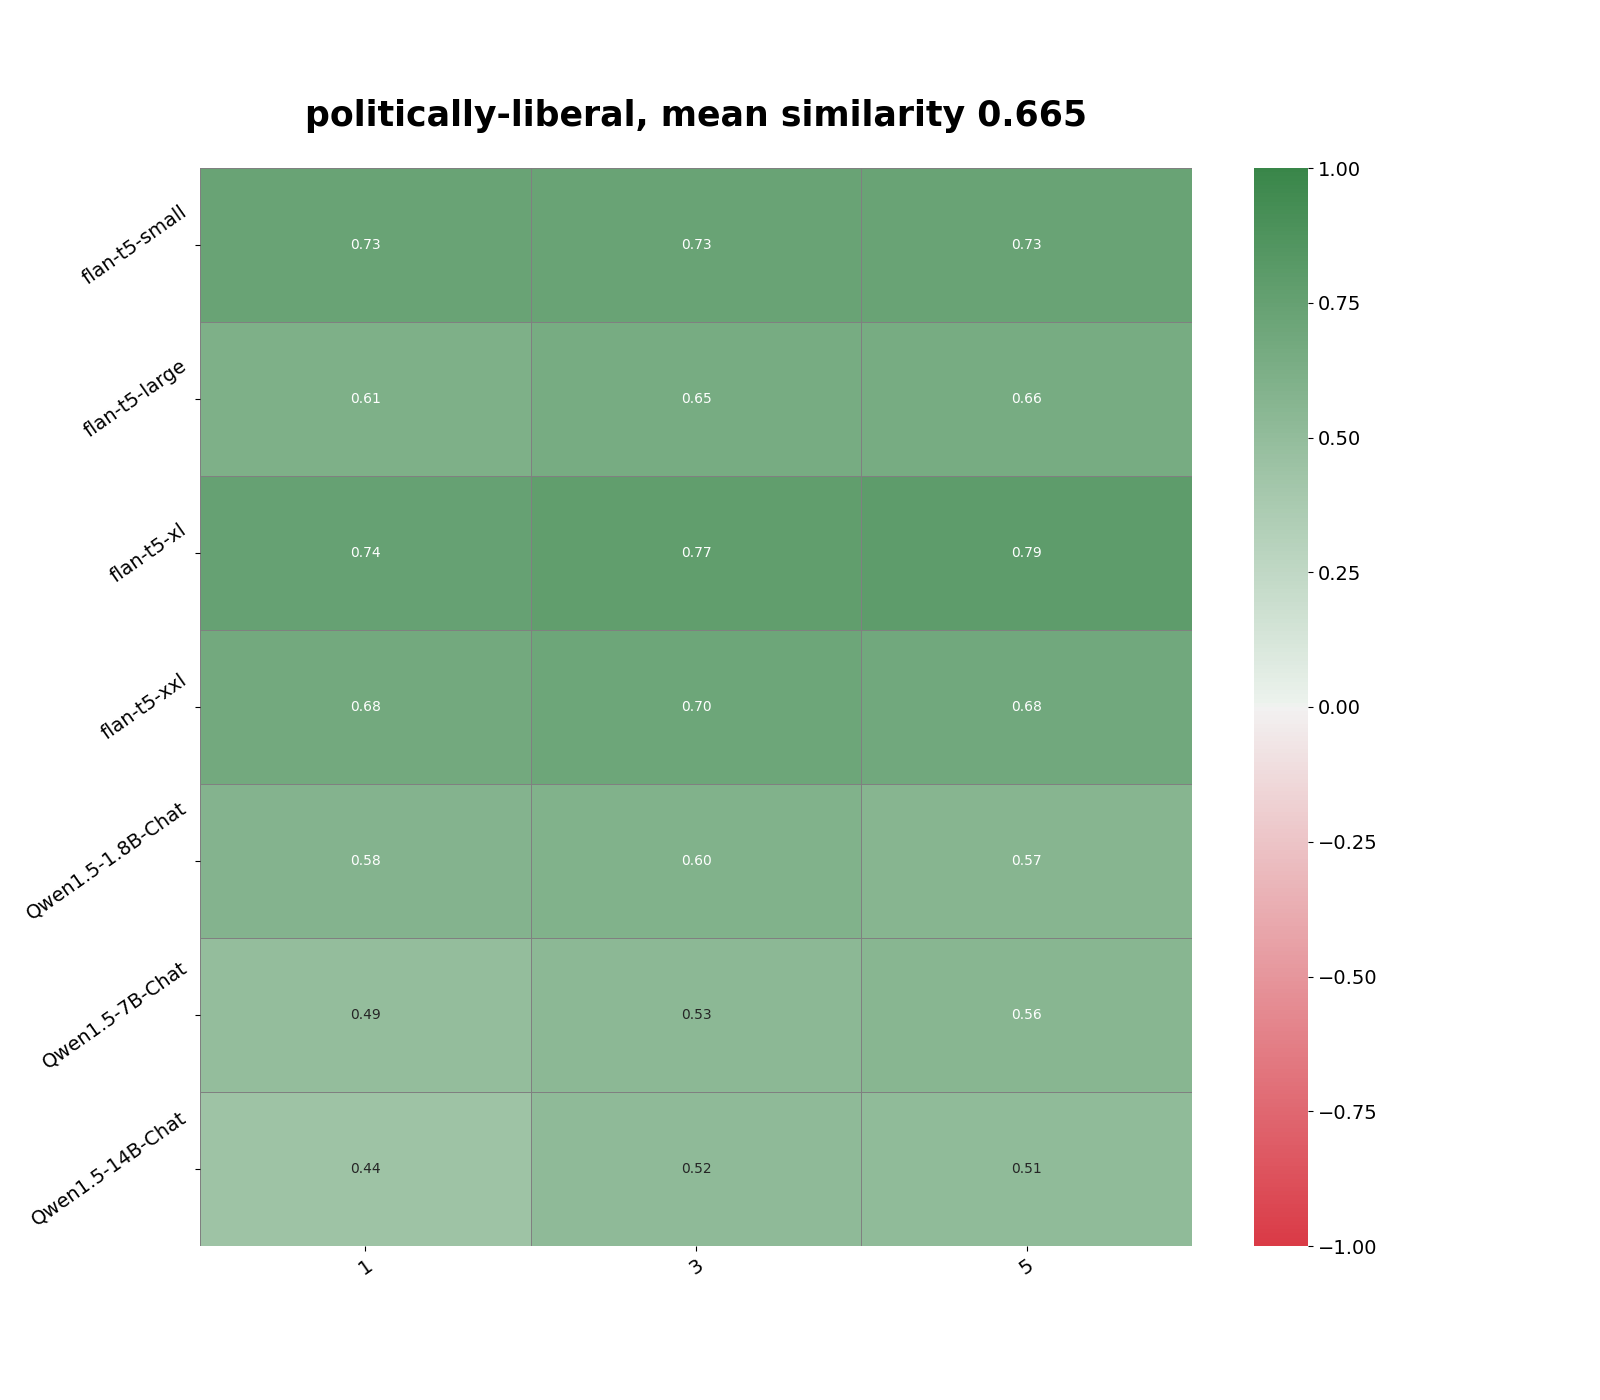 politically-liberal, mean similarity 0.665
flan-t5-small
0.73 0.73 0.73
flan-t5-large
0.61 0.65 0.66
flan-t5-xl
0.74 0.77 0.79
flan-t5-xxl
0.68 0.70 0.68
Qwen1.5-1.8B-Chat
0.58 0.60 0.57
Qwen1.5-7B-Chat
0.49 0.53 0.56
Qwen1.5-14B-Chat
0.44 0.52 0.51
1 3 5
1.00
0.75
0.50
0.25
0.00
−0.25
−0.50
−0.75
−1.00